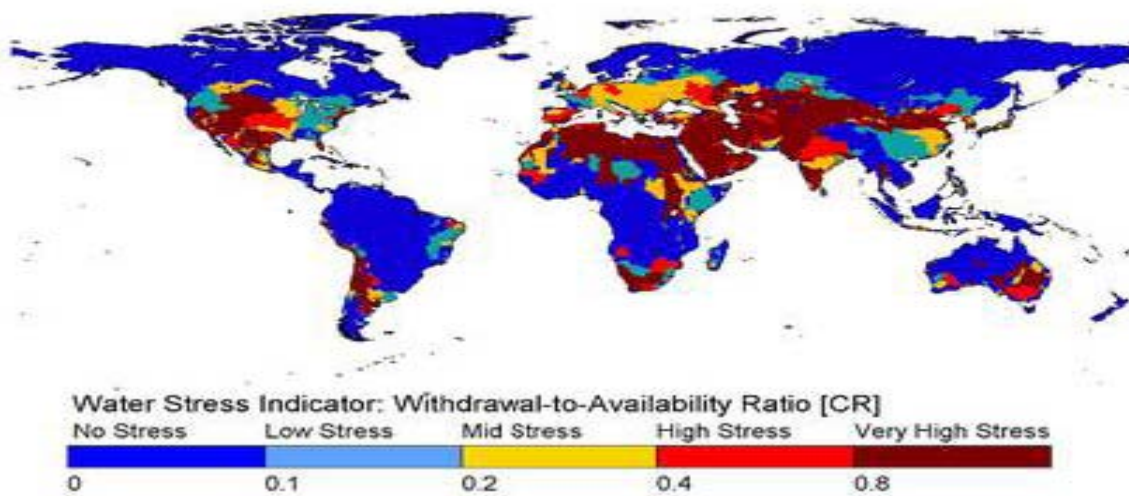 Water Stress Indicator: Withdrawal-to-Availability Ratio [CR]
No Stress Low Stress Mid Stress High Stress Very High Stress
0 0.1 0.2 0.4 0.8